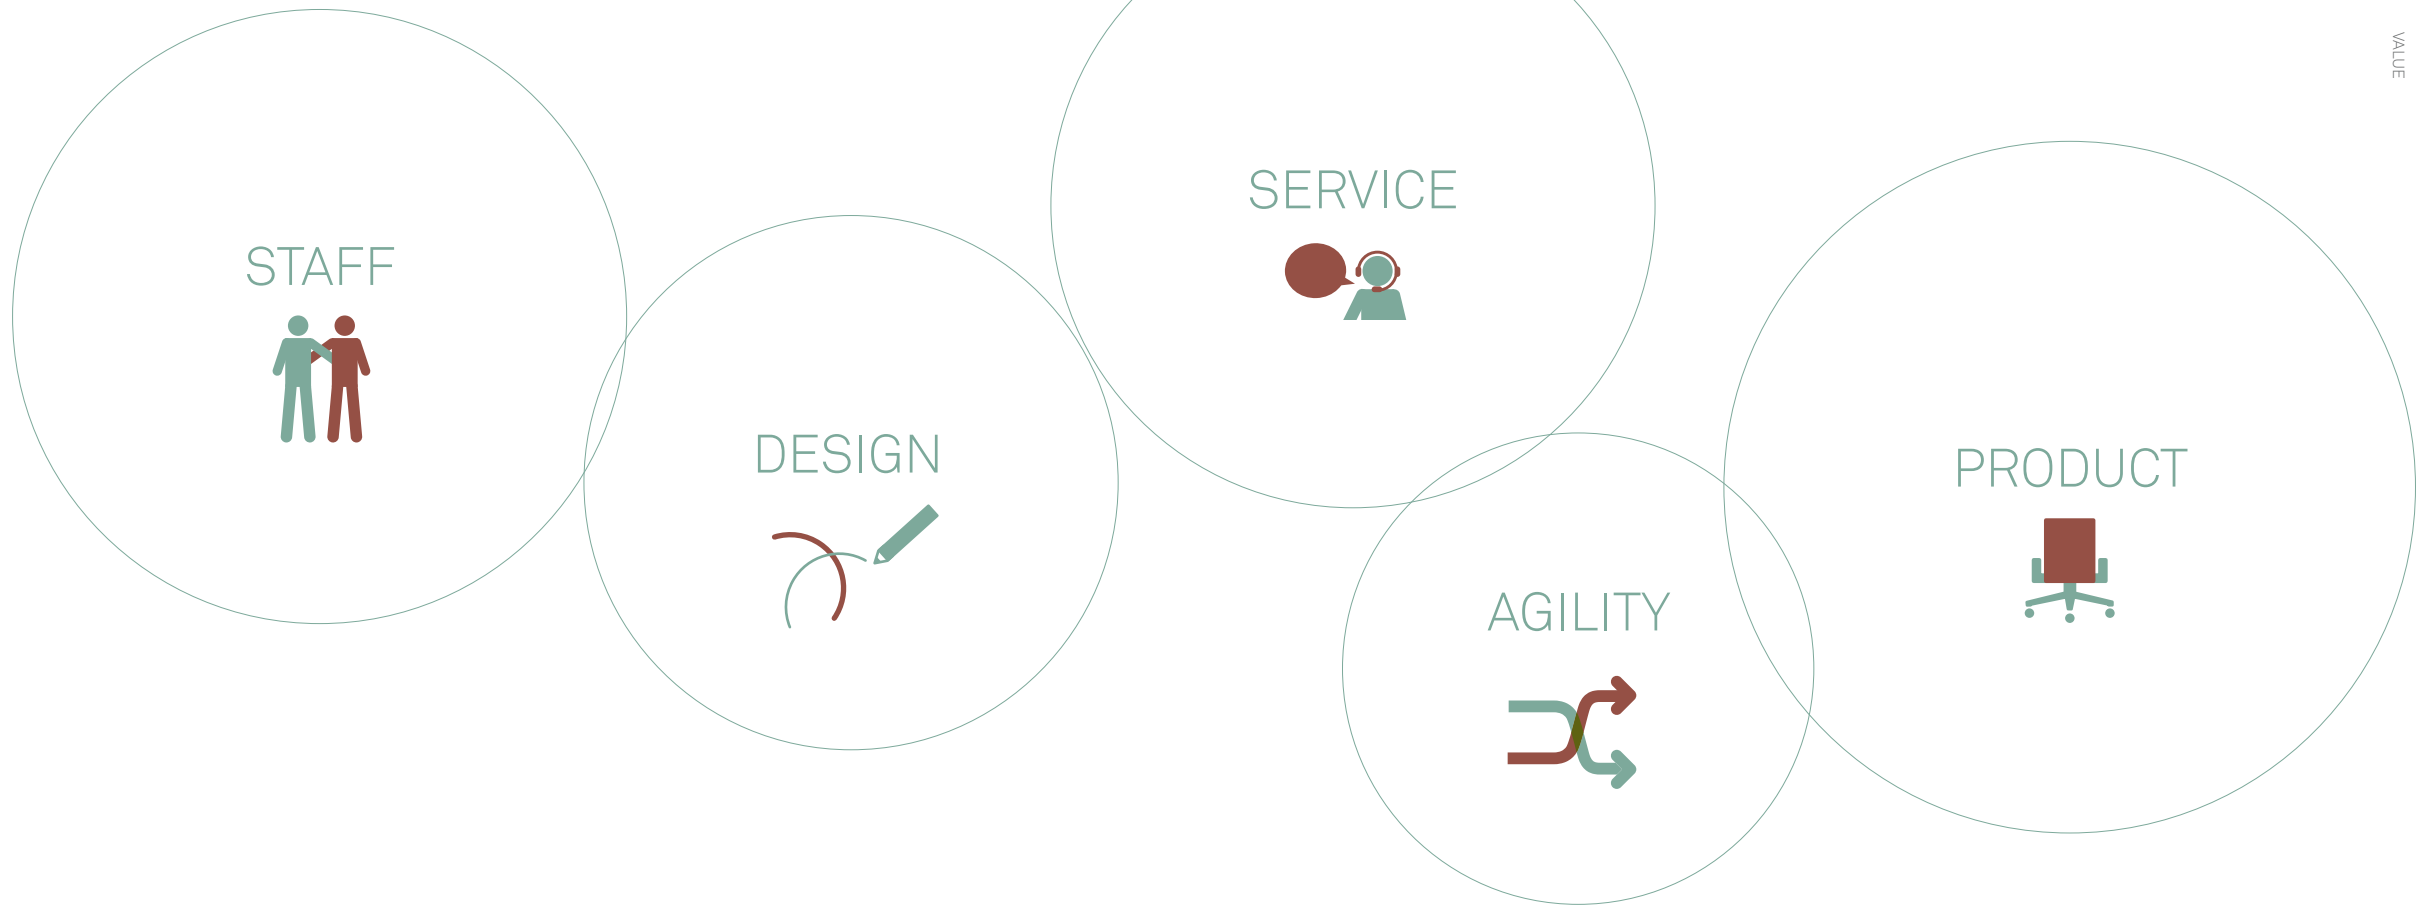 STAFF
DESIGN
SERVICE
AGILITY
PRODUCT
VALUE